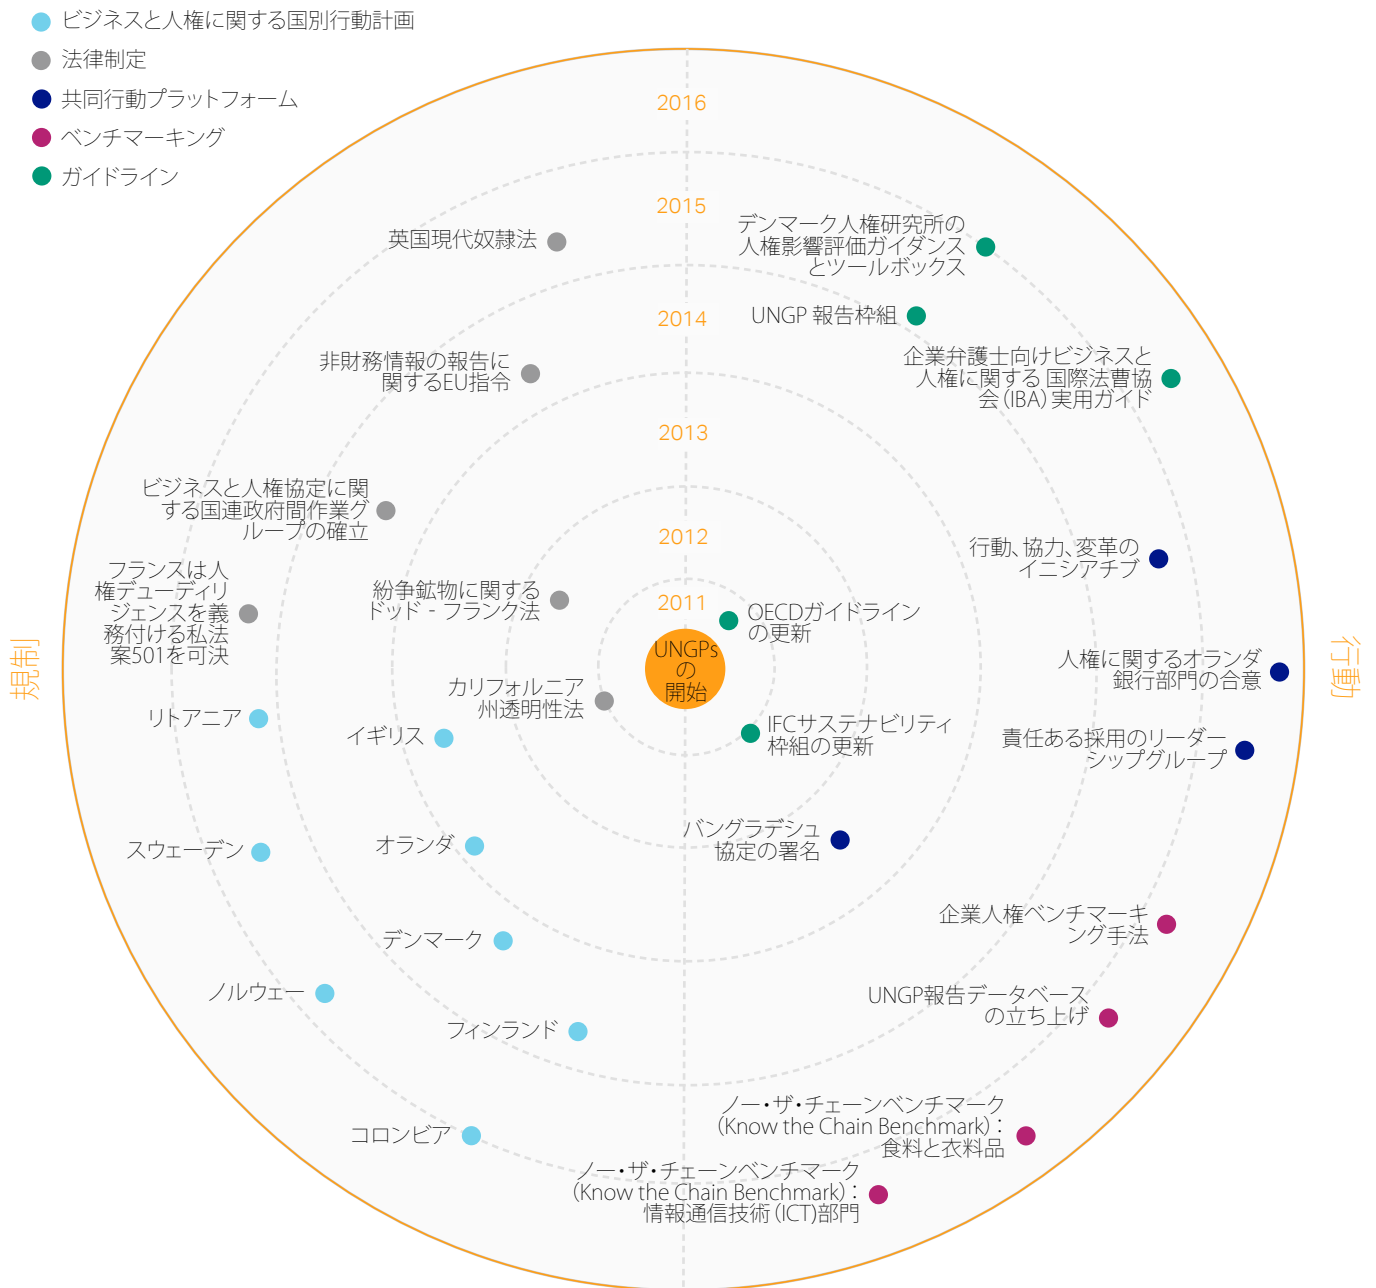 ビジネスと人権に関する国別行動計画
法律制定
共同行動プラットフォーム
ベンチマーキング
ガイドライン
2016
2015
2014
2013
2012
2011
UNGPs
の
開始
規制
行動
英国現代奴隷法
非財務情報の報告に
関するEU指令
ビジネスと人権協定に関
する国連政府間作業グ
ループの確立
フランスは人
権デューディリ
ジェンスを義
務付ける私法
案501を可決
紛争鉱物に関する
ドッド‐フランク法
カリフォルニア
州透明性法
リトアニア
イギリス
スウェーデン
オランダ
デンマーク
ノルウェー
フィンランド
コロンビア
デンマーク人権研究所の
人権影響評価ガイダンス
とツールボックス
UNGP 報告枠組
企業弁護士向けビジネスと
人権に関する 国際法曹協
会（IBA）実用ガイド
行動、協力、変革の
イニシアチブ
OECDガイドライン
の更新
人権に関するオランダ
銀行部門の合意
IFCサステナビリティ
枠組の更新
責任ある採用のリーダー
シップグループ
バングラデシュ
協定の署名
企業人権ベンチマーキ
ング手法
UNGP報告データベース
の立ち上げ
ノー・ザ・チェーンベンチマーク
（Know the Chain Benchmark）：
食料と衣料品
ノー・ザ・チェーンベンチマーク
（Know the Chain Benchmark）：
情報通信技術（ICT)部門